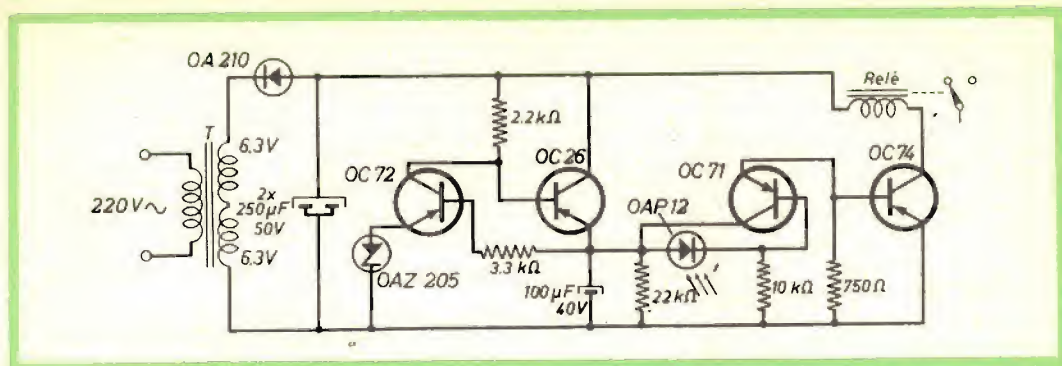 OA 210
Relé
T
6.3V
2.2kΩ
OC 72
OC 26
OC 71
OC 74
220V~
2x
250µF
50V
OAP 12
6.3V
3.3 kΩ
OAZ 205
100µF
40V
22kΩ
10 kΩ
750Ω